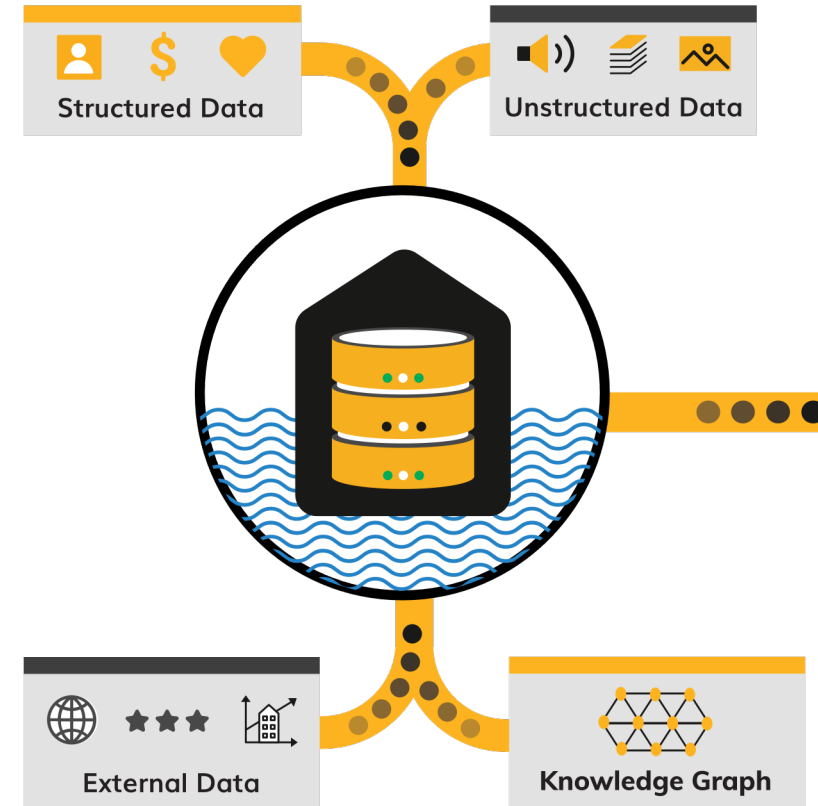 Structured Data
Unstructured Data
External Data
Knowledge Graph